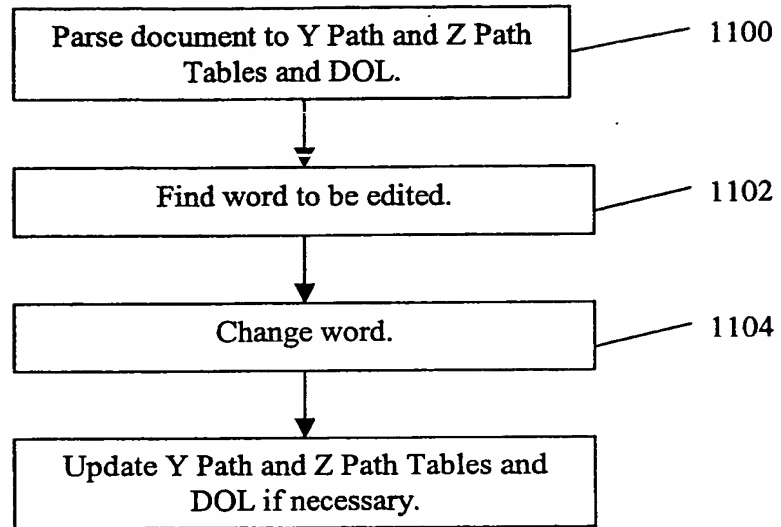 Parse document to Y Path and Z Path
Tables and DOL.
1100
Find word to be edited.
1102
Change word.
1104
Update Y Path and Z Path Tables and
DOL if necessary.